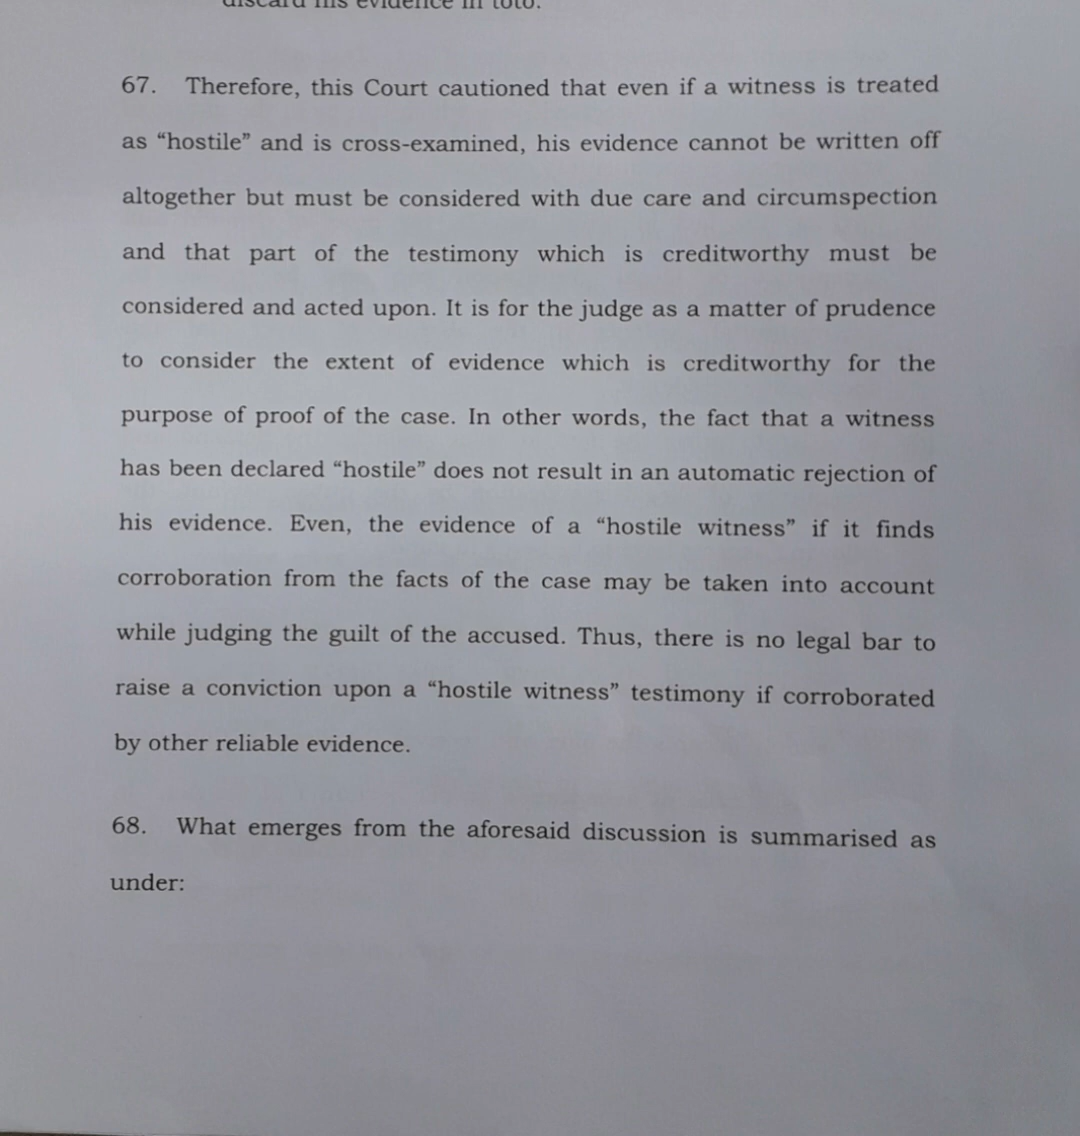 discard his evidence in toto.
67. Therefore, this Court cautioned that even if a witness is treated
as “hostile” and is cross-examined, his evidence cannot be written off
altogether but must be considered with due care and circumspection
and that part of the testimony which is creditworthy must be
considered and acted upon. It is for the judge as a matter of prudence
to consider the extent of evidence which is creditworthy for the
purpose of proof of the case. In other words, the fact that a witness
has been declared “hostile” does not result in an automatic rejection of
his evidence. Even, the evidence of a “hostile witness” if it finds
corroboration from the facts of the case may be taken into account
while judging the guilt of the accused. Thus, there is no legal bar to
raise a conviction upon a “hostile witness” testimony if corroborated
by other reliable evidence.
68. What emerges from the aforesaid discussion is summarised as
under: